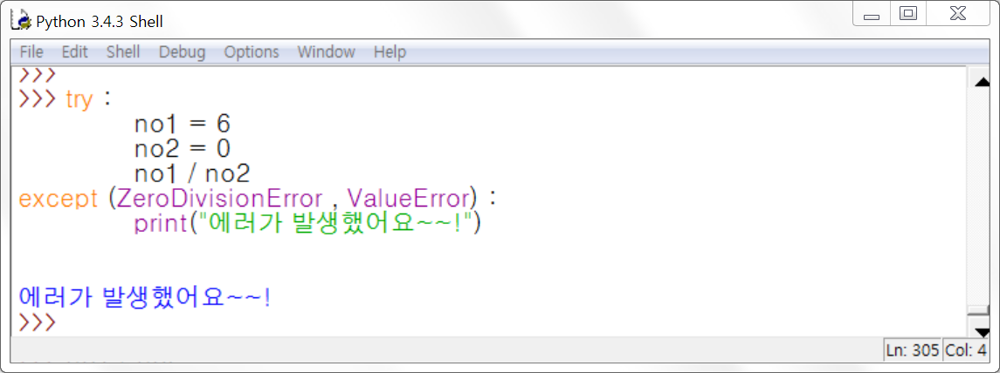 Python 3.4.3 Shell
File Edit Shell Debug Options Window Help
>>>
>>> try :
no1 = 6
no2 = 0
no1 / no2
except (ZeroDivisionError , ValueError) :
print("에러가 발생했어요~~!")
에러가 발생했어요~~!
>>>
Ln: 305 Col: 4